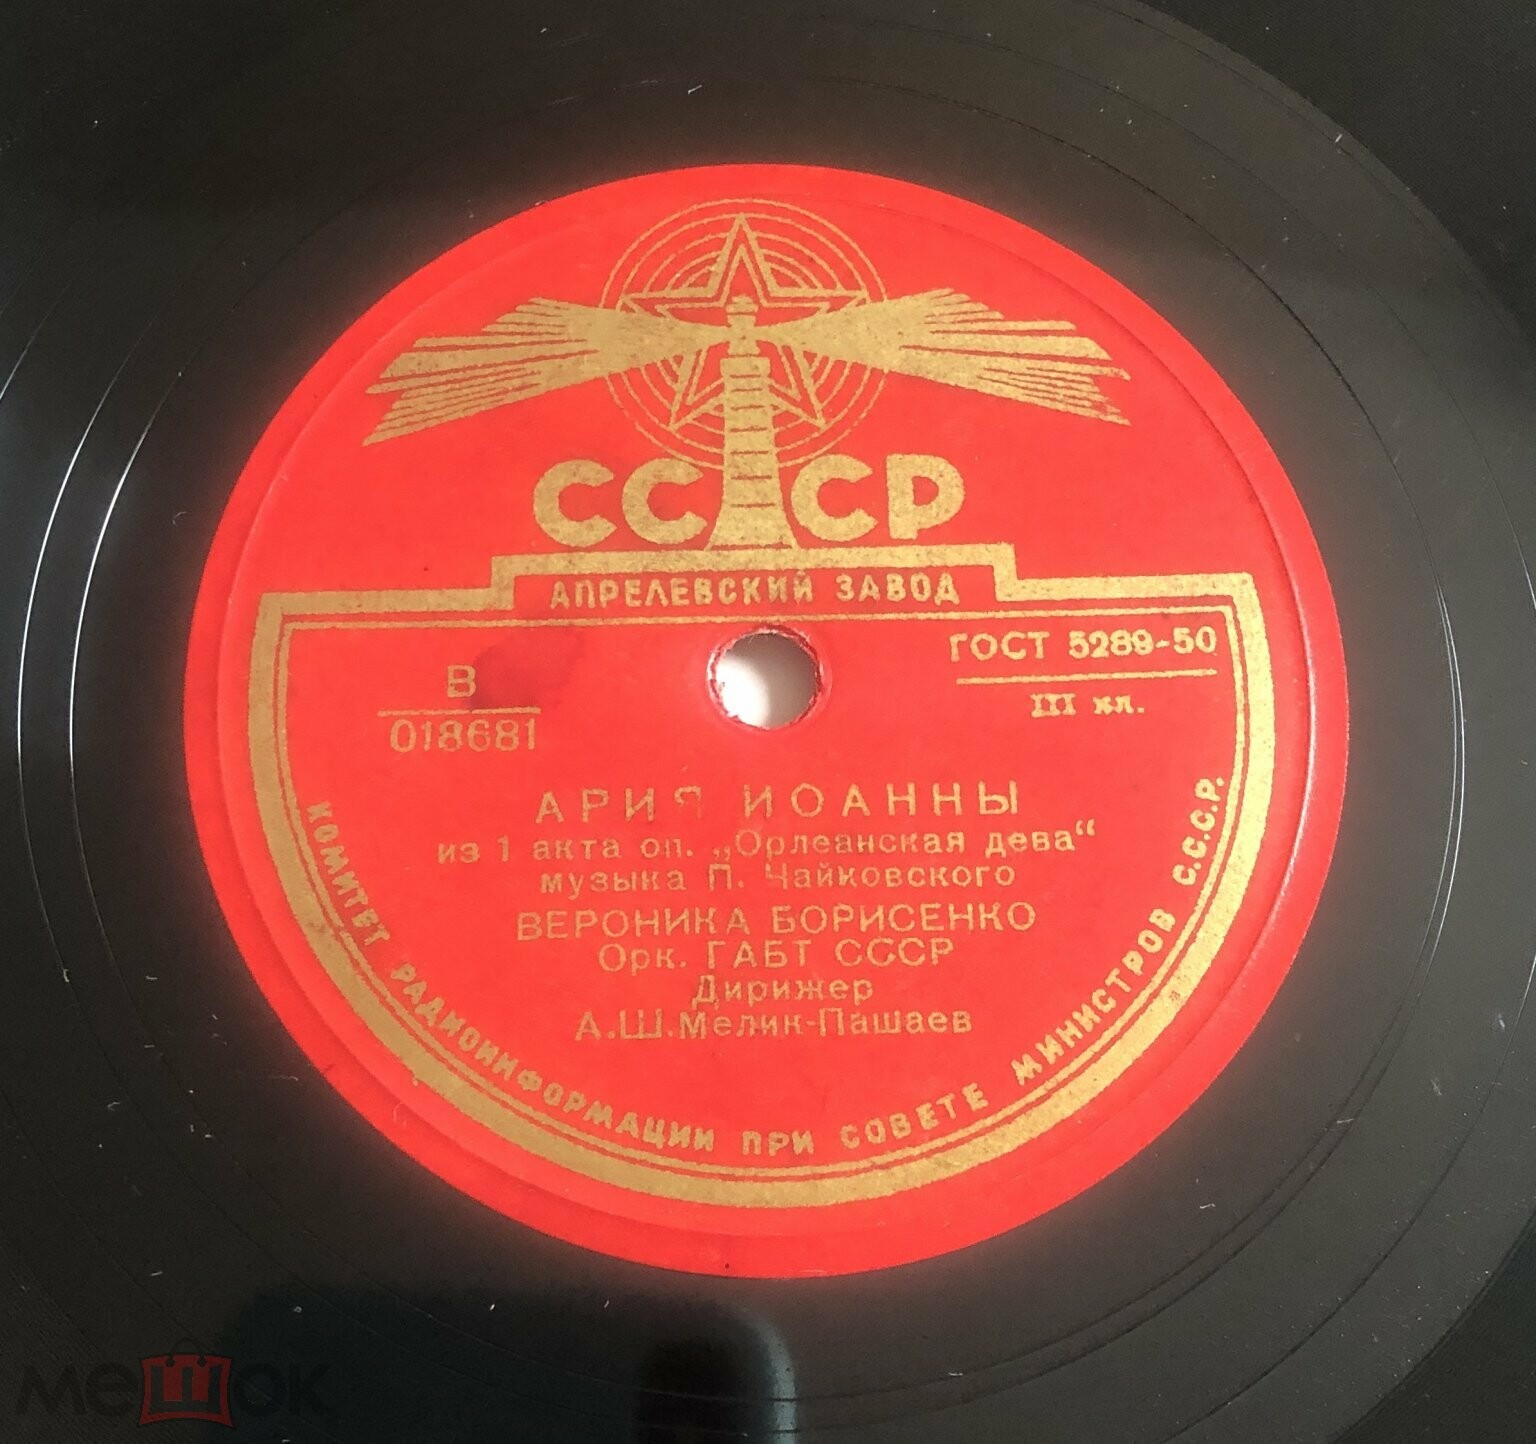 СССР
АПРЕЛЕВСКИЙ ЗАВОД
ГОСТ 5289-50
III кл.
В
018681
АРИЯ ИОАННЫ
из 1 акта оп. „Орлеанская дева“
музыка П. Чайковского
ВЕРОНИКА БОРИСЕНКО
Орк. ГАБТ СССР
Дирижер
А.Ш.Мелик-Пашаев
КОМИТЕТ РАДИОИНФОРМАЦИИ ПРИ СОВЕТЕ МИНИСТРОВ С.С.С.Р.
мешок